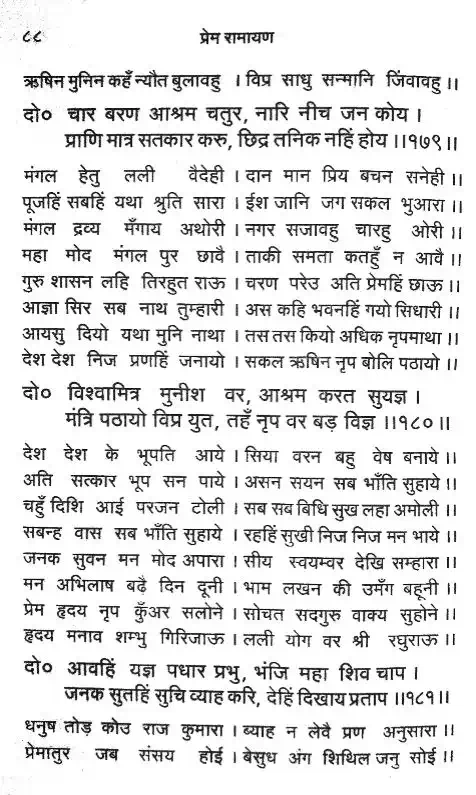 ८८ प्रेम रामायण
ऋषिन मुनिन कहँ न्यौत बुलावहु । विप्र साधु सन्मानि जिंवावहु ।।
दो० चार बरण आश्रम चतुर, नारि नीच जन कोय ।
प्राणि मात्र सतकार करु, छिद्र तनिक नहिं होय ।।१७९।।
मंगल हेतु लली वैदेही । दान मान प्रिय बचन सनेही ।।
पूजहिं सबहिं यथा श्रुति सारा । ईश जानि जग सकल भुआरा ।।
मंगल द्रव्य मँगाय अथोरी । नगर सजावहु चारहु ओरी ।।
महा मोद मंगल पुर छावै । ताकी समता कतहुँ न आवै ।।
गुरु शासन लहि तिरहुत राऊ । चरण परेउ अति प्रेमहिं छाऊ ।।
आज्ञा सिर सब नाथ तुम्हारी । अस कहि भवनहिं गयो सिधारी ।।
आयसु दियो यथा मुनि नाथा । तस तस कियो अधिक नृपमाथा ।।
देश देश निज प्रणहिं जनायो । सकल ऋषिन नृप बोलि पठायो ।।
दो० विश्वामित्र मुनीश वर, आश्रम करत सुयज्ञ ।
मंत्रि पठायो विप्र युत, तहँ नृप वर बड़ विज्ञ ।।१८०।।
देश देश के भूपति आये । सिया वरन बहु वेष बनाये ।।
अति सत्कार भूप सन पाये । असन सयन सब भाँति सुहाये ।।
चहुँ दिशि आई परजन टोली । सब सब बिधि सुख लहा अमोली ।।
सबन्ह वास सब भाँति सुहाये । रहहिं सुखी निज निज मन भाये ।।
जनक सुवन मन मोद अपारा । सीय स्वयम्वर देखि सम्हारा ।।
मन अभिलाष बढ़ै दिन दूनी । भाम लखन की उमँग बहूनी ।।
प्रेम हृदय नृप कुँअर सलोने । सोचत सदगुरु वाक्य सुहोने ।।
हृदय मनाव शम्भु गिरिजाऊ । लली योग वर श्री रघुराऊ ।।
दो० आवहिं यज्ञ पधार प्रभु, भंजि महा शिव चाप ।
जनक सुतहिं सुचि व्याह करि, देहिं दिखाय प्रताप ।।१८१।।
धनुष तोड़ कोउ राज कुमारा । ब्याह न लेवै प्रण अनुसारा ।।
प्रेमातुर जब संसय होई । बेसुध अंग शिथिल जनु सोई ।।